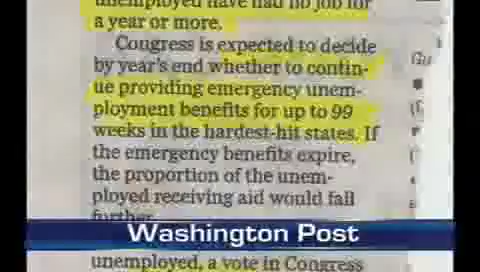 unemployed have had no job for
a year or more.
Congress is expected to decide
by year's end whether to contin-
ue providing emergency unem-
ployment benefits for up to 99
weeks in the hardest-hit states. If
the emergency benefits expire,
the proportion of the unem-
ployed receiving aid would fall
further.
Washington Post
unemployed, a vote in Congress